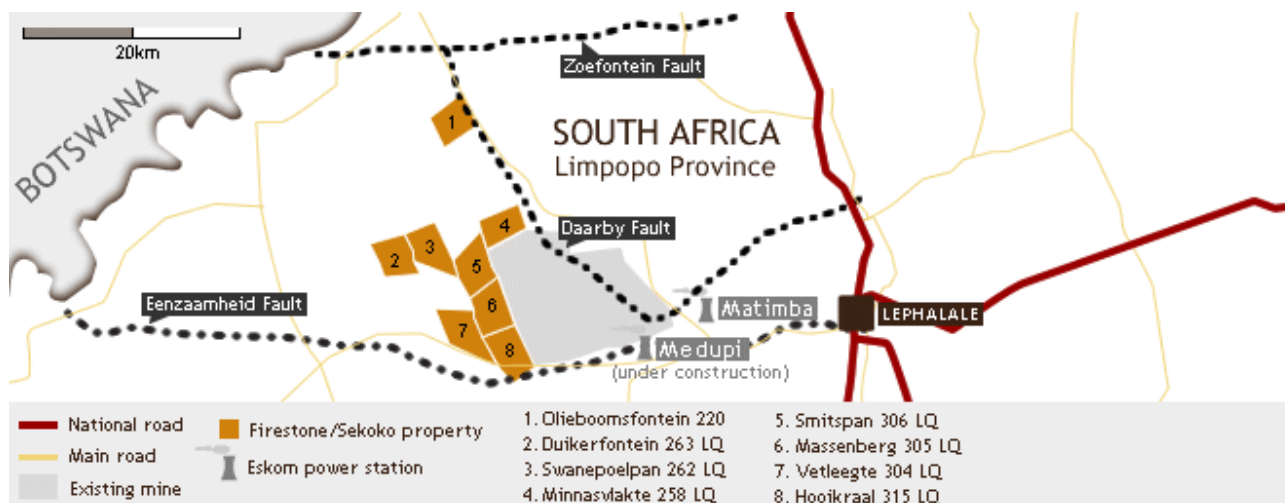 20km
Zoefontein Fault
BOTSWANA
1
SOUTH AFRICA
Limpopo Province
4
Daarby Fault
3
2
5
Eenzaamheid Fault
6
Matimba
LEPHALALE
7
8
Medupi
(under construction)
National road
Main road
Existing mine
Firestone/Sekoko property
Eskom power station
1. Olieboomsfontein 220
2. Duikerfontein 263 LQ
3. Swanepoelpan 262 LQ
4. Minnasvlakte 258 LQ
5. Smitspan 306 LQ
6. Massenberg 305 LQ
7. Vetleegte 304 LQ
8. Hooikraal 315 LQ